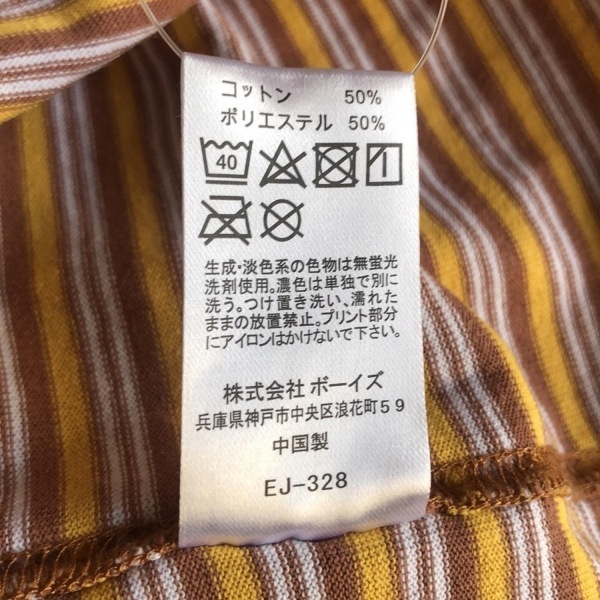 コットン 50%
ポリエステル 50%
40
生成・淡色系の色物は無蛍光
洗剤使用。濃色は単独で別に
洗う。つけ置き洗い、濡れた
ままの放置禁止。プリント部分
にアイロンはかけないで下さい。
株式会社 ボーイズ
兵庫県神戸市中央区浪花町59
中国製
EJ-328